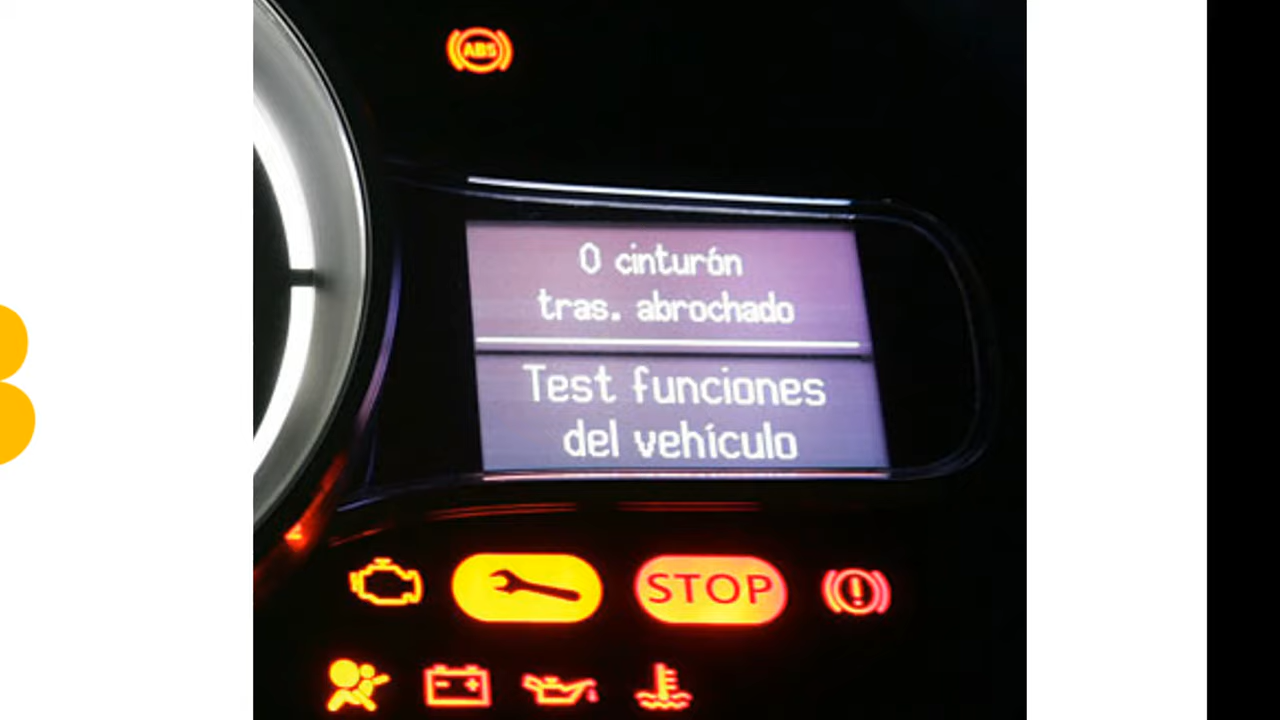 ABS
0 cinturón
tras. abrochado
Test funciones
del vehículo
STOP